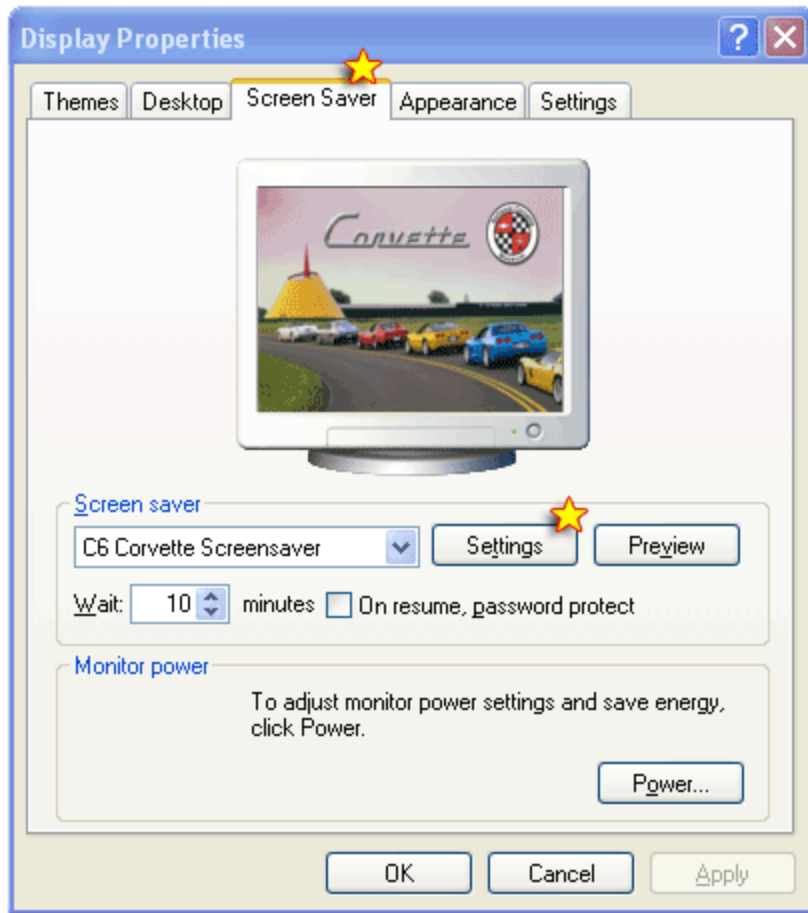 Display Properties
?
Themes Desktop Screen Saver Appearance Settings
Corvette
Screen saver
C6 Corvette Screensaver Settings Preview
Wait: 10 minutes On resume, password protect
Monitor power
To adjust monitor power settings and save energy,
click Power.
Power...
OK Cancel Apply